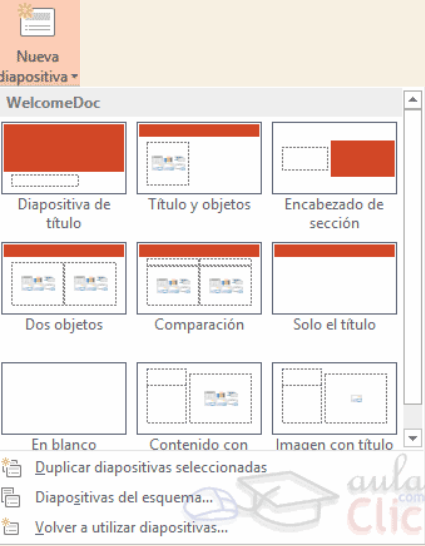 Nueva
diapositiva
WelcomeDoc
Diapositiva de
título
Título y objetos
Encabezado de
sección
Dos objetos
Comparación
Solo el título
En blanco
Contenido con
Imagen con título
Duplicar diapositivas seleccionadas
Diapositivas del esquema...
Volver a utilizar diapositivas...
aula
Clic
.com